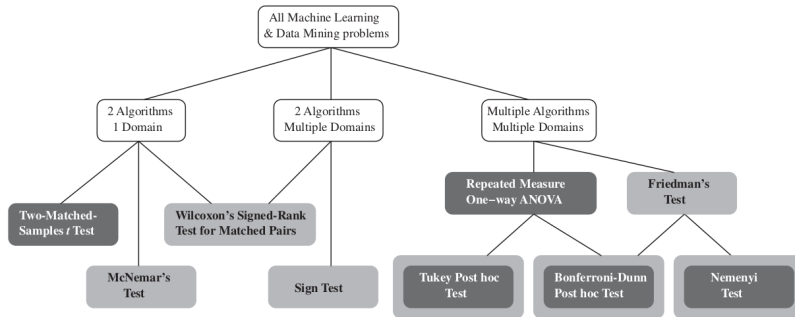 All Machine Learning
& Data Mining problems
2 Algorithms
1 Domain
2 Algorithms
Multiple Domains
Multiple Algorithms
Multiple Domains
Repeated Measure
One−way ANOVA
Friedman's
Test
Two-Matched-
Samples t Test
Wilcoxon's Signed-Rank
Test for Matched Pairs
McNemar's
Test
Sign Test
Tukey Post hoc
Test
Bonferroni-Dunn
Post hoc Test
Nemenyi
Test